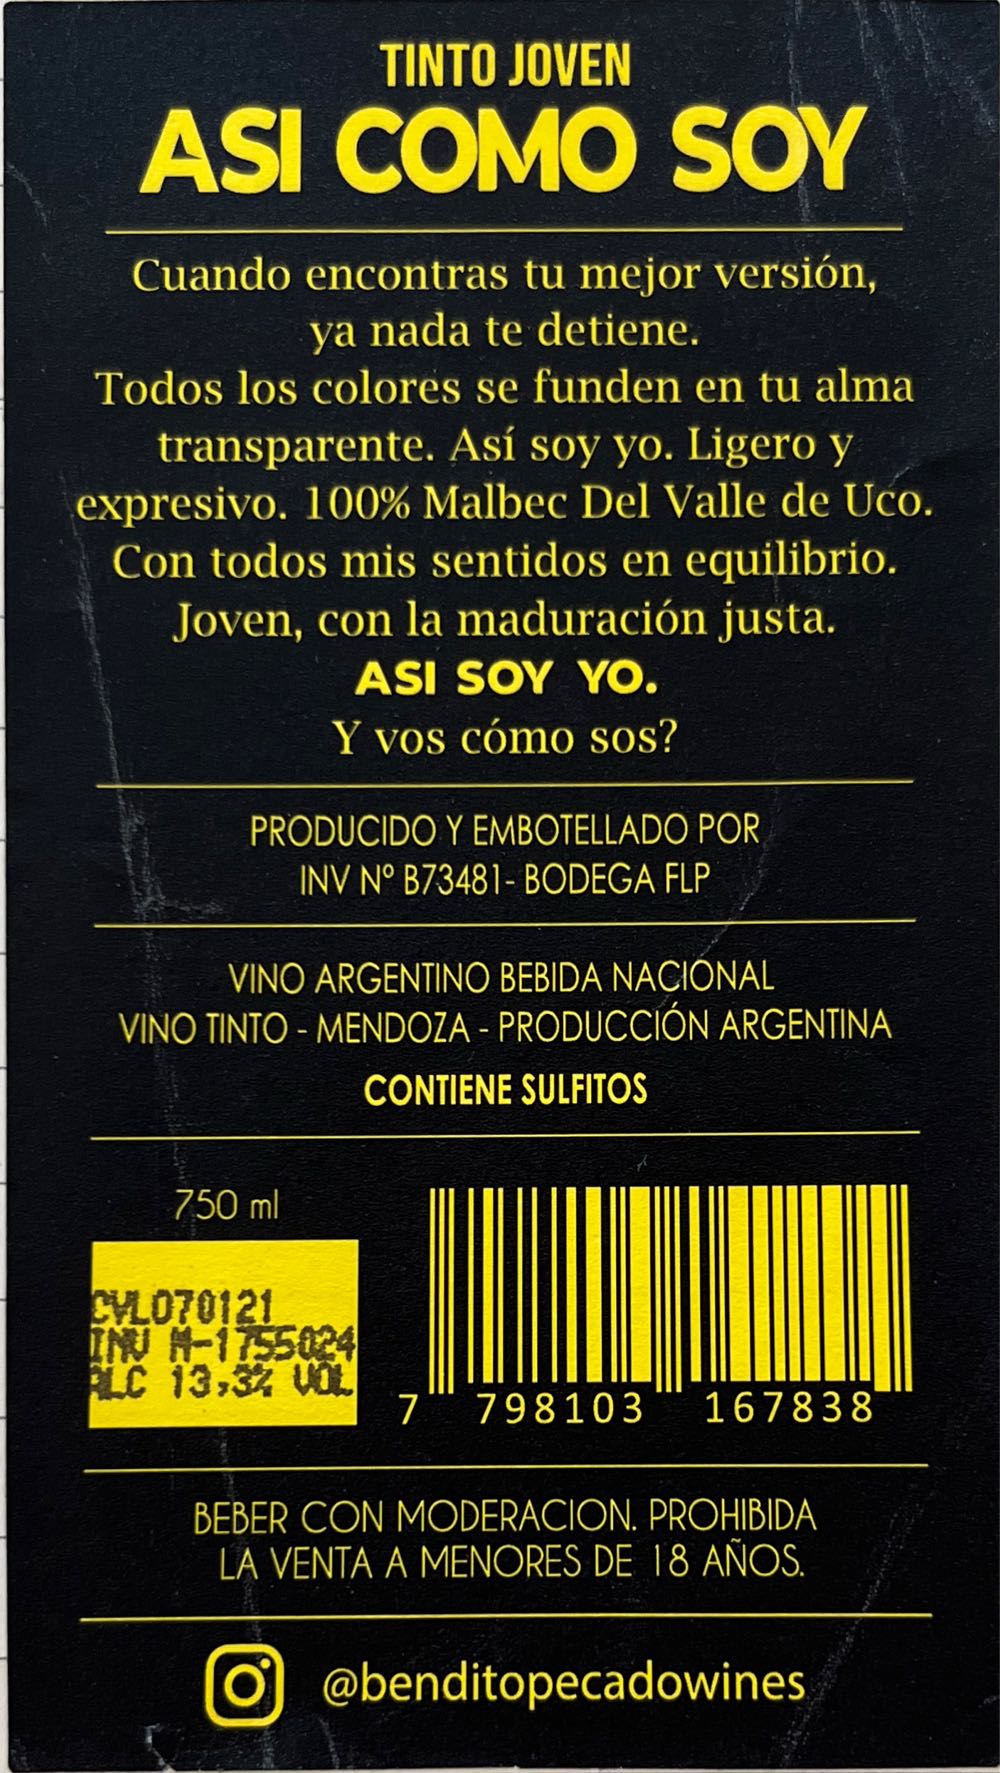 TINTO JOVEN
ASI COMO SOY
Cuando encontras tu mejor versión,
ya nada te detiene.
Todos los colores se funden en tu alma
transparente. Así soy yo. Ligero y
expresivo. 100% Malbec Del Valle de Uco.
Con todos mis sentidos en equilibrio.
Joven, con la maduración justa.
ASI SOY YO.
Y vos cómo sos?
PRODUCIDO Y EMBOTELLADO POR
INV Nº B73481- BODEGA FLP
VINO ARGENTINO BEBIDA NACIONAL
VINO TINTO - MENDOZA - PRODUCCIÓN ARGENTINA
CONTIENE SULFITOS
750 ml
CVL070121
INV M-1755024
ALC 13,3% VOL
7 798103 167838
BEBER CON MODERACION. PROHIBIDA
LA VENTA A MENORES DE 18 AÑOS.
@benditopecadowines